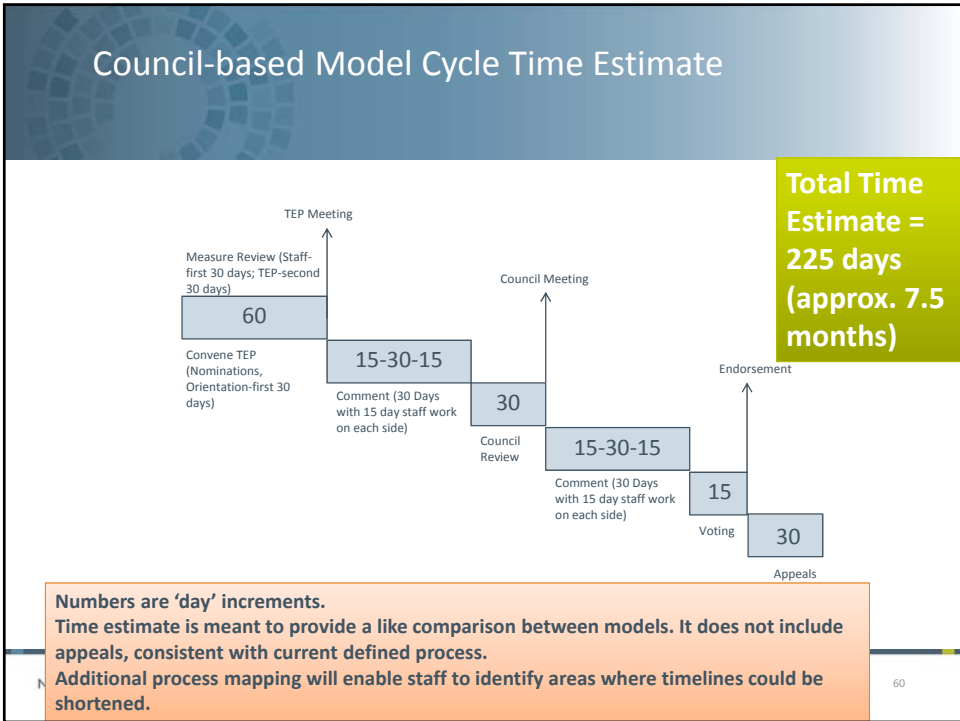 Council-based Model Cycle Time Estimate
Total Time
Estimate =
225 days
(approx. 7.5
months)
TEP Meeting
Measure Review (Staff-
first 30 days; TEP-second
30 days)
60
Convene TEP
(Nominations,
Orientation-first 30
days)
15-30-15
Comment (30 Days
with 15 day staff work
on each side)
Council Meeting
30
Council
Review
15-30-15
Comment (30 Days
with 15 day staff work
on each side)
Endorsement
15
Voting
30
Appeals
Numbers are ‘day’ increments.
Time estimate is meant to provide a like comparison between models. It does not include
appeals, consistent with current defined process.
Additional process mapping will enable staff to identify areas where timelines could be
shortened.
60